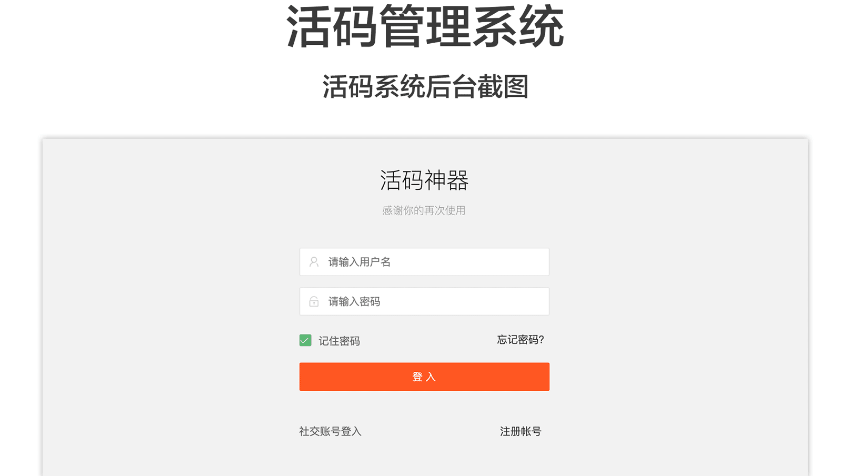 活码管理系统
活码系统后台截图
活码神器
感谢你的再次使用
请输入用户名
请输入密码
记住密码 忘记密码?
登 入
社交账号登入 注册帐号